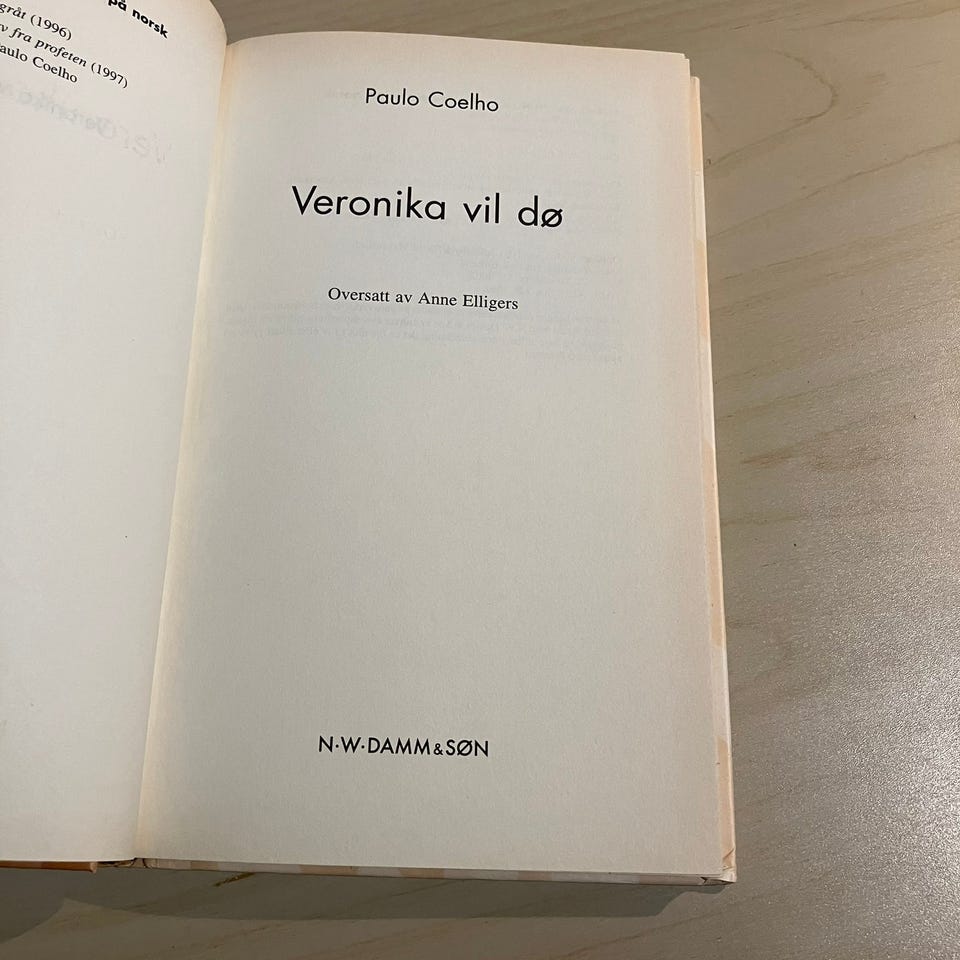 på norsk
gråt (1996)
v fra profeten (1997)
Paulo Coelho
Paulo Coelho
Veronika vil dø
Oversatt av Anne Elligers
N·W·DAMM&SØN